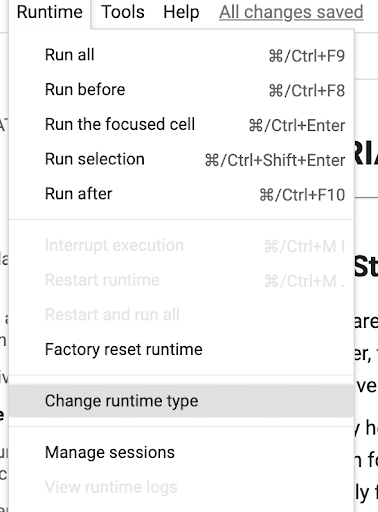 Runtime Tools Help All changes saved
Run all ⌘/Ctrl+F9
Run before ⌘/Ctrl+F8
Run the focused cell ⌘/Ctrl+Enter
Run selection ⌘/Ctrl+Shift+Enter
Run after ⌘/Ctrl+F10
Interrupt execution ⌘/Ctrl+M I
Restart runtime ⌘/Ctrl+M .
Restart and run all
Factory reset runtime
Change runtime type
Manage sessions
View runtime logs